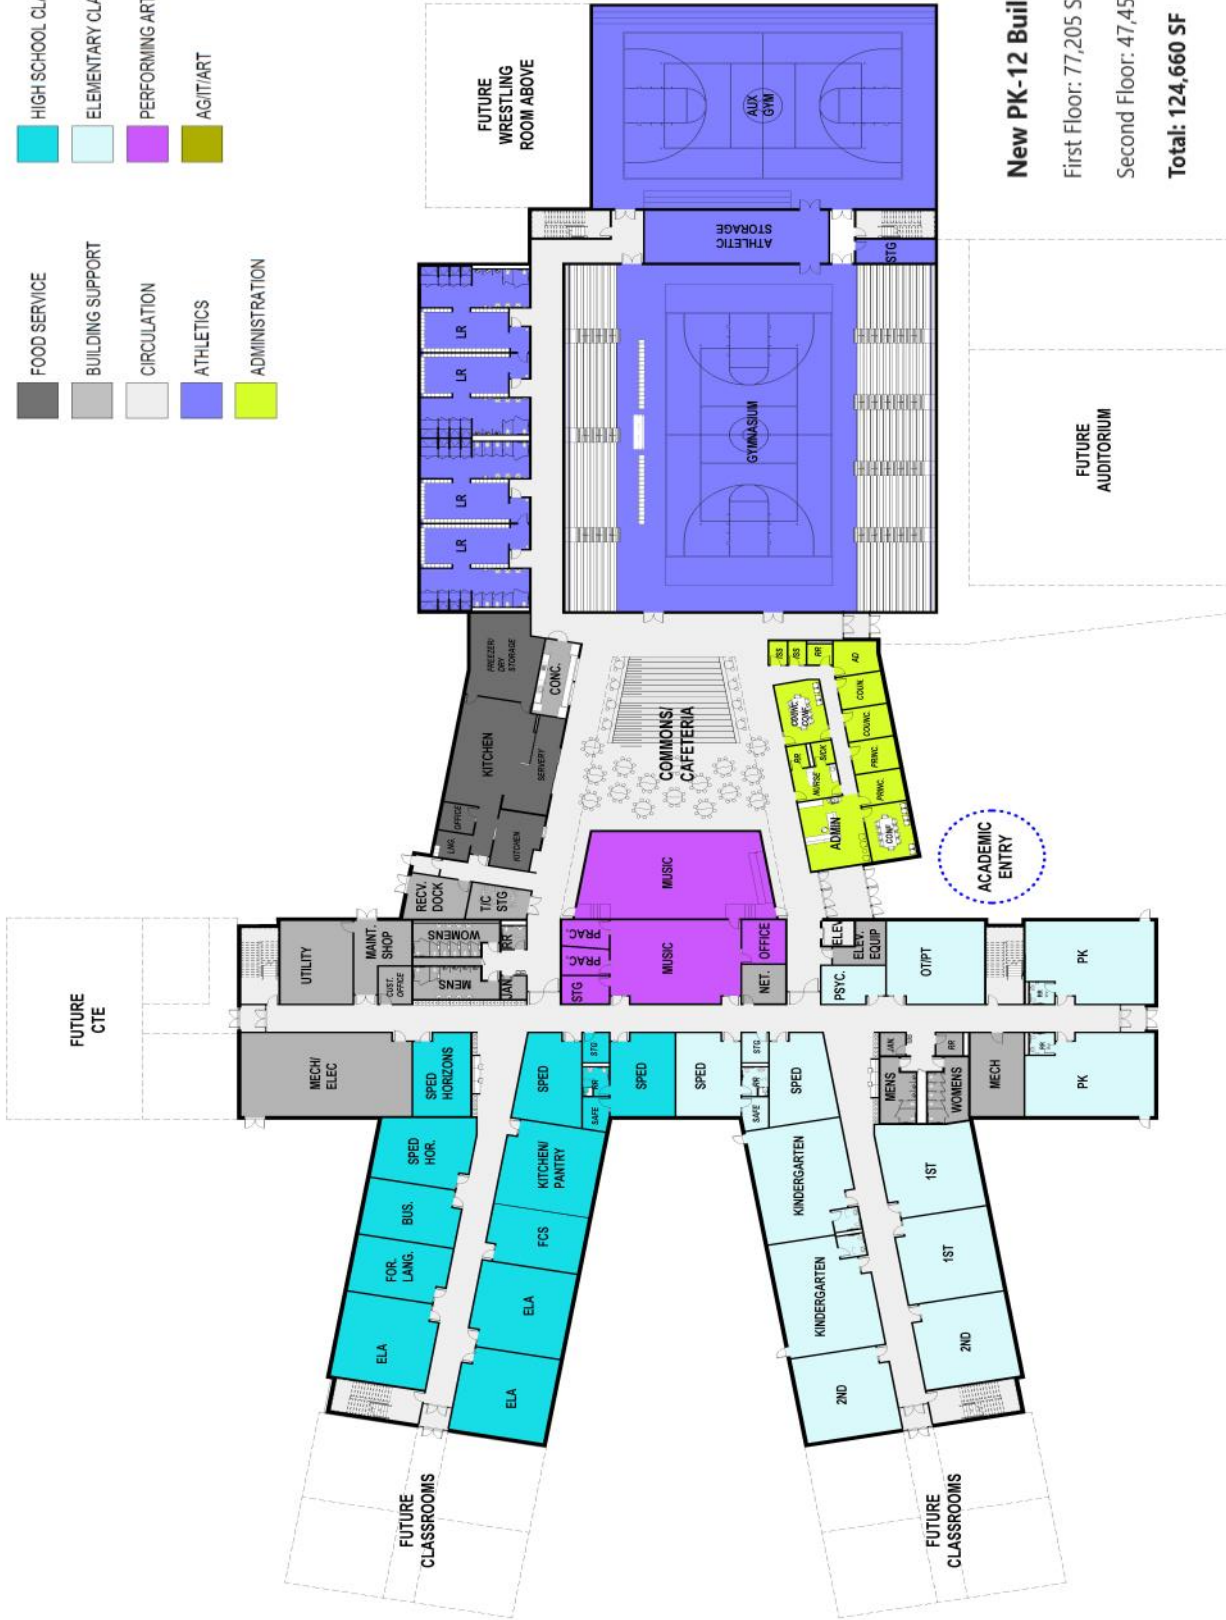 HIGH SCHOOL CLA
ELEMENTARY CLA
PERFORMING ART
AG/IT/ART
FOOD SERVICE
BUILDING SUPPORT
CIRCULATION
ATHLETICS
ADMINISTRATION
New PK-12 Buil
First Floor: 77,205 S
Second Floor: 47,45
Total: 124,660 SF
FUTURE
WRESTLING
ROOM ABOVE
AUX
GYM
ATHLETIC
STORAGE
STG
LR
LR
LR
LR
GYMNASIUM
FUTURE
AUDITORIUM
FREEZER/
DRY
STORAGE
CONC.
KITCHEN
SERVERY
OFFICE
LNG.
KITCHEN
RECV.
DOCK
T/C
STG
COMMONS/
CAFETERIA
ISS
ISS
RR
AD
COUN.
COUNC.
CONF.
COUNC.
PRINC.
PRINC.
RR
SICK
NURSE
ADMIN
CONF.
ACADEMIC
ENTRY
MUSIC
MUSIC
PRAC.
PRAC.
STG
OFFICE
NET.
FUTURE
CTE
UTILITY
MAINT.
SHOP
CUST.
OFFICE
WOMENS
MENS
RR
JAN
ELEV
ELEV.
EQUIP
PSYC.
OT/PT
RR
PK
RR
PK
MECH/
ELEC
SPED
HORIZONS
SPED
STG
RR
SAFE
SPED
SPED
STG
RR
SAFE
SPED
JAN
MENS
RR
WOMENS
MECH
SPED
HOR.
BUS.
FOR.
LANG.
ELA
KITCHEN/
PANTRY
FCS
ELA
ELA
KINDERGARTEN
KINDERGARTEN
2ND
1ST
1ST
2ND
FUTURE
CLASSROOMS
FUTURE
CLASSROOMS